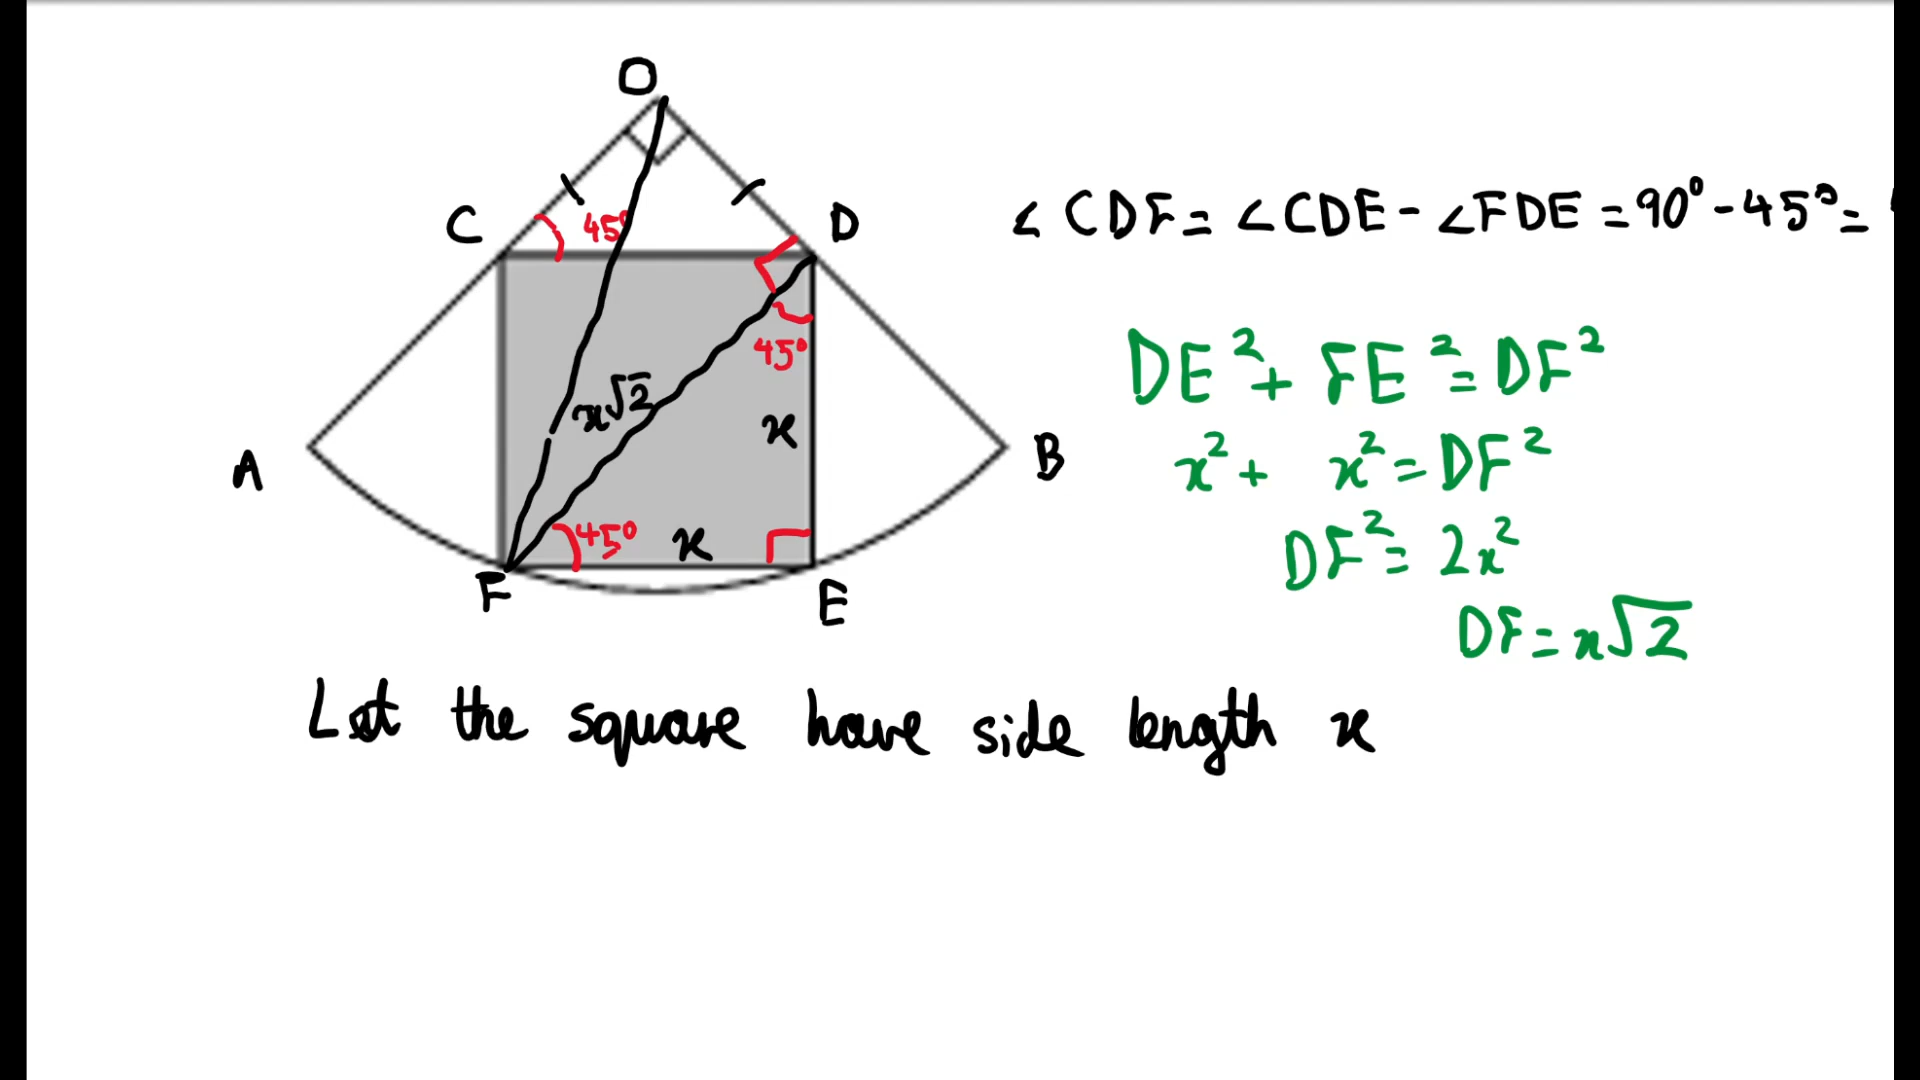 O
C
D
45°
∠CDF = ∠CDE - ∠FDE = 90° - 45° =
45°
DE² + FE² = DF²
x√2
x
A
B
x² + x² = DF²
45°
x
DF² = 2x²
F
E
DF = x√2
Let the square have side length x